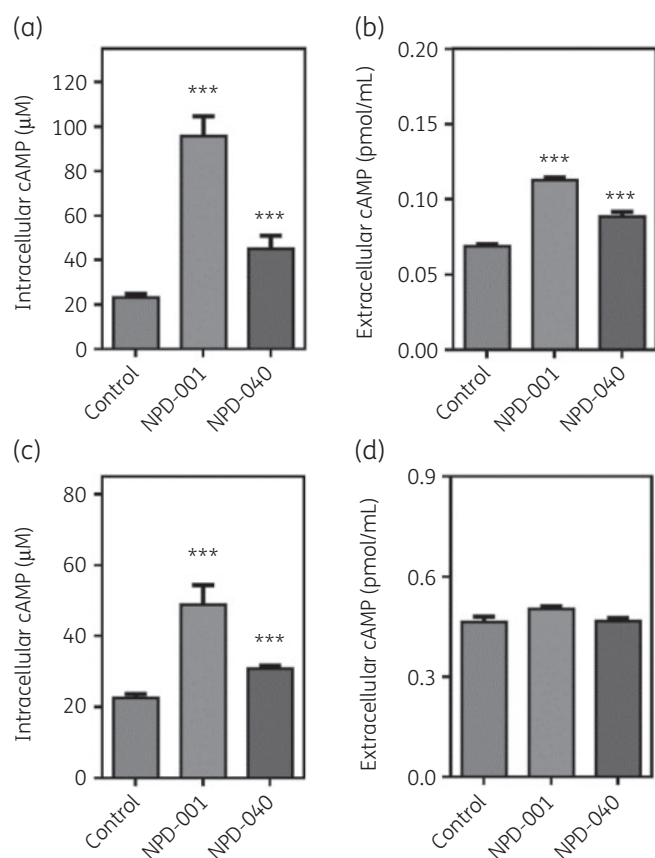 (a)
Intracellular cAMP (μM)
120
100
80
60
40
20
0
***
***
Control
NPD-001
NPD-040
(b)
Extracellular cAMP (pmol/mL)
0.20
0.15
0.10
0.05
0.00
***
***
Control
NPD-001
NPD-040
(c)
Intracellular cAMP (μM)
80
60
40
20
0
***
***
Control
NPD-001
NPD-040
(d)
Extracellular cAMP (pmol/mL)
0.9
0.6
0.3
0.0
Control
NPD-001
NPD-040